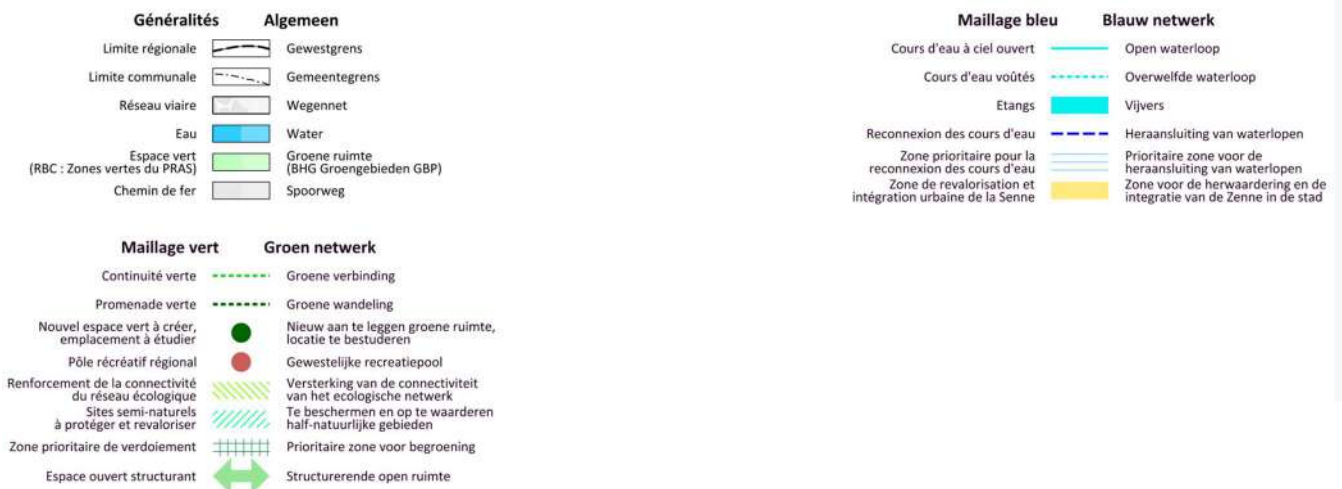 Généralités Algemeen
Limite régionale Gewestgrens
Limite communale Gemeentegrens
Réseau viaire Wegennet
Eau Water
Espace vert
(RBC : Zones vertes du PRAS)
Groene ruimte
(BHG Groengebieden GBP)
Chemin de fer Spoorweg
Maillage vert Groen netwerk
Continuité verte Groene verbinding
Promenade verte Groene wandeling
Nouvel espace vert à créer,
emplacement à étudier
Nieuw aan te leggen groene ruimte,
locatie te bestuderen
Pôle récréatif régional Gewestelijke recreatiepool
Renforcement de la connectivité
du réseau écologique
Versterking van de connectiviteit
van het ecologische netwerk
Sites semi-naturels
à protéger et revaloriser
Te beschermen en op te waarderen
half-natuurlijke gebieden
Zone prioritaire de verdoiement Prioritaire zone voor begroening
Espace ouvert structurant Structurerende open ruimte
Maillage bleu Blauw netwerk
Cours d'eau à ciel ouvert Open waterloop
Cours d'eau voûtés Overwelfde waterloop
Etangs Vijvers
Reconnexion des cours d'eau Heraansluiting van waterlopen
Zone prioritaire pour la
reconnexion des cours d'eau
Prioritaire zone voor de
heraansluiting van waterlopen
Zone de revalorisation et
intégration urbaine de la Senne
Zone voor de herwaardering en de
integratie van de Zenne in de stad